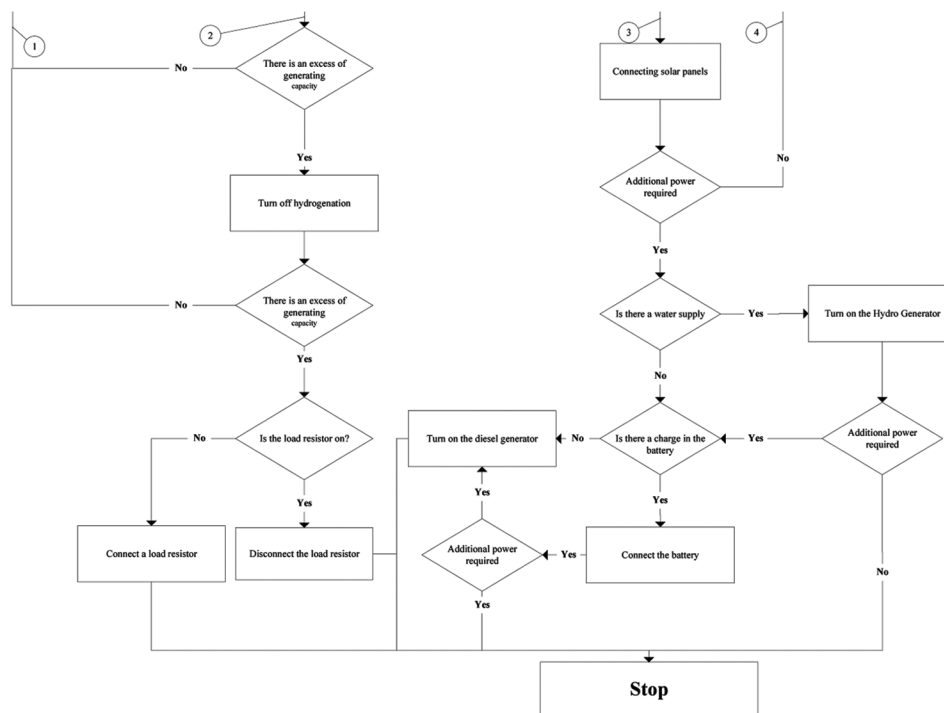 1
2
3
4
There is an excess of
generating
capacity
No
Yes
Connecting solar panels
Additional power
required
No
Turn off hydrogenation
Yes
There is an excess of
generating
capacity
No
Yes
Is there a water supply
Yes
Turn on the Hydro Generator
No
Is the load resistor on?
No
Yes
Turn on the diesel generator
No
Is there a charge in the
battery
Yes
Additional power
required
Yes
Yes
Connect a load resistor
Disconnect the load resistor
Additional power
required
Yes
Connect the battery
Yes
No
Stop